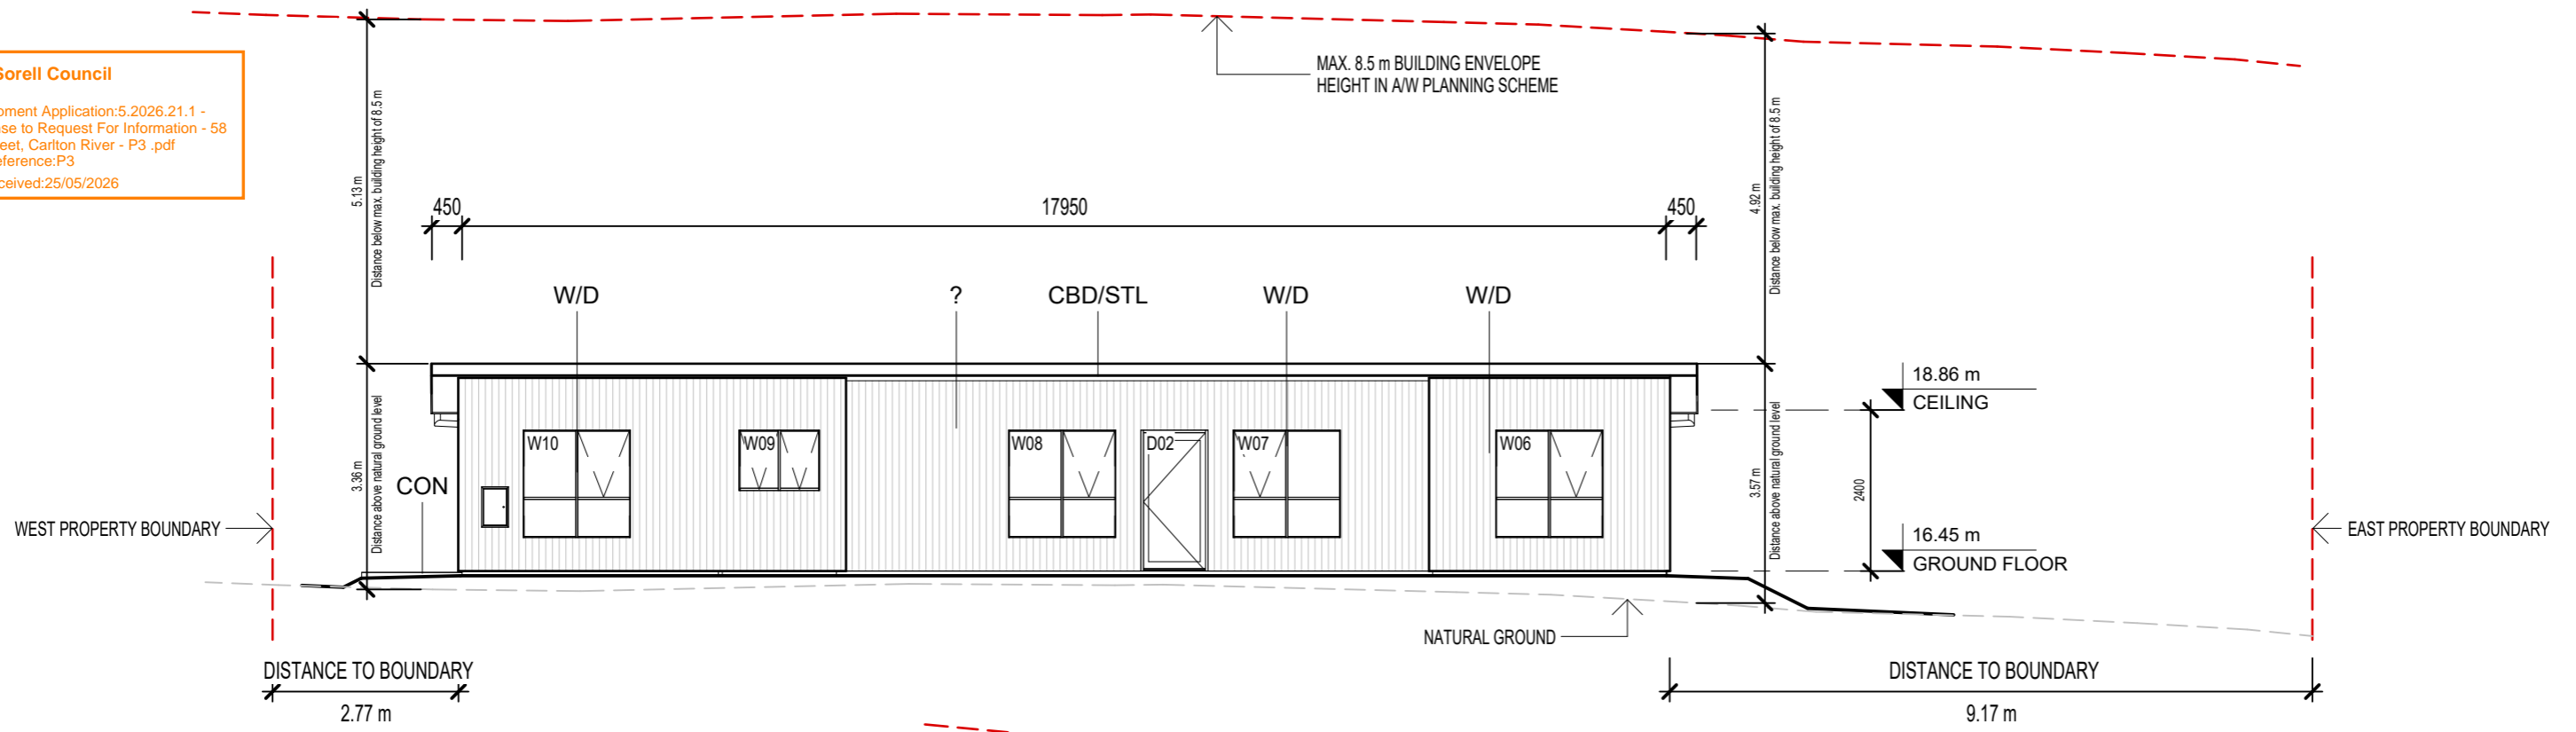 Sorell Council
Application:5.2026.21.1 -
to Request For Information - 58
Carlton River - P3 .pdf
P3
25/05/2026
MAX. 8.5 m BUILDING ENVELOPE
HEIGHT IN A/W PLANNING SCHEME
5.13 m
Distance below max. building height of 8.5 m
4.92 m
Distance below max. building height of 8.5 m
450
17950
450
W/D
?
CBD/STL
W/D
W/D
18.86 m
CEILING
W10
W09
W08
D02
W07
W06
3.36 m
Distance above natural ground level
CON
3.57 m
Distance above natural ground level
2400
WEST PROPERTY BOUNDARY
EAST PROPERTY BOUNDARY
16.45 m
GROUND FLOOR
NATURAL GROUND
DISTANCE TO BOUNDARY
2.77 m
DISTANCE TO BOUNDARY
9.17 m